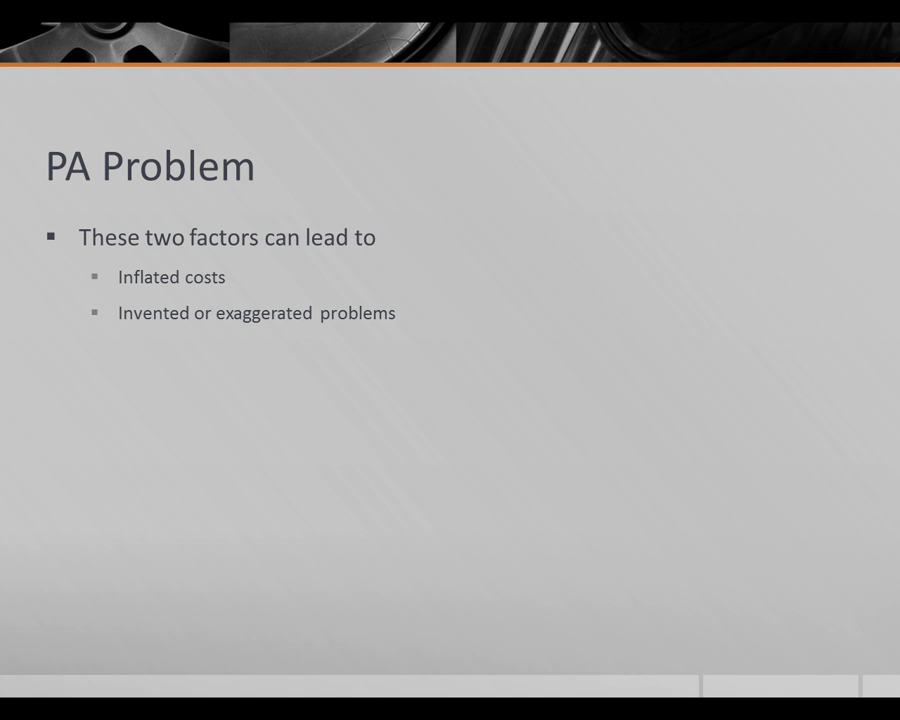 PA Problem
These two factors can lead to
Inflated costs
Invented or exaggerated problems